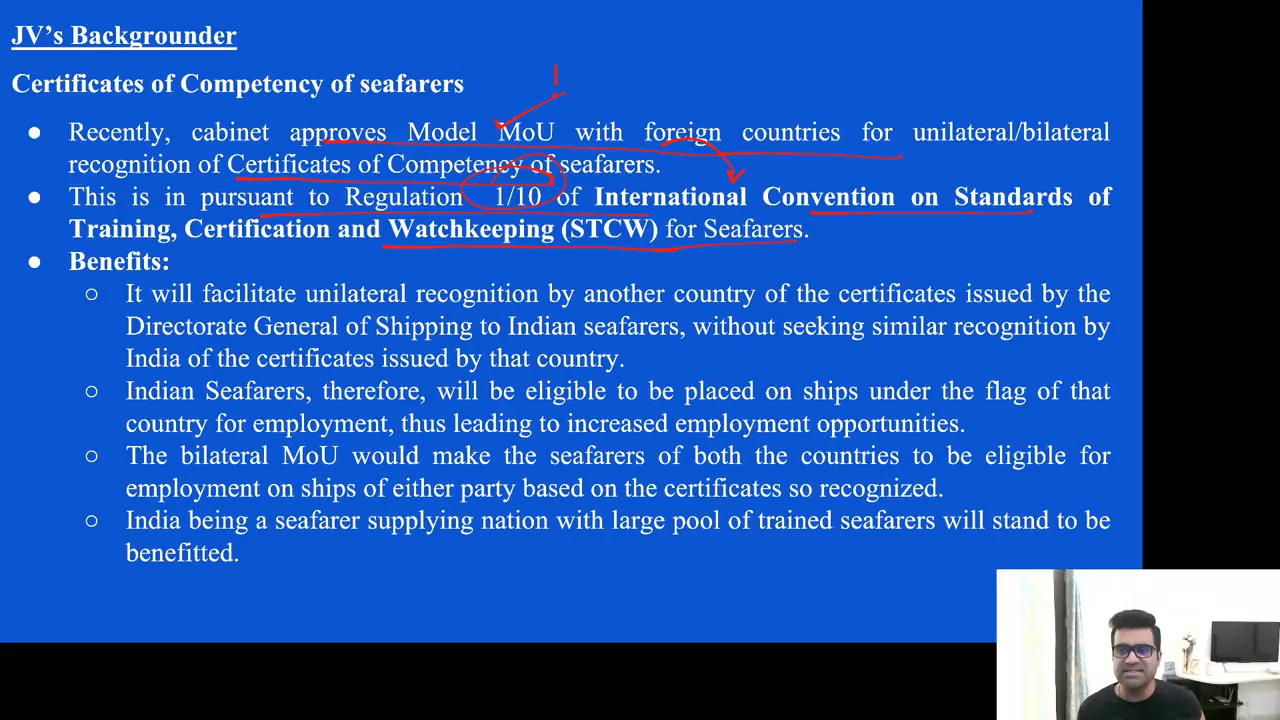 JV’s Backgrounder
Certificates of Competency of seafarers
● Recently, cabinet approves Model MoU with foreign countries for unilateral/bilateral
recognition of Certificates of Competency of seafarers.
● This is in pursuant to Regulation 1/10 of International Convention on Standards of
Training, Certification and Watchkeeping (STCW) for Seafarers.
● Benefits:
○ It will facilitate unilateral recognition by another country of the certificates issued by the
Directorate General of Shipping to Indian seafarers, without seeking similar recognition by
India of the certificates issued by that country.
○ Indian Seafarers, therefore, will be eligible to be placed on ships under the flag of that
country for employment, thus leading to increased employment opportunities.
○ The bilateral MoU would make the seafarers of both the countries to be eligible for
employment on ships of either party based on the certificates so recognized.
○ India being a seafarer supplying nation with large pool of trained seafarers will stand to be
benefitted.